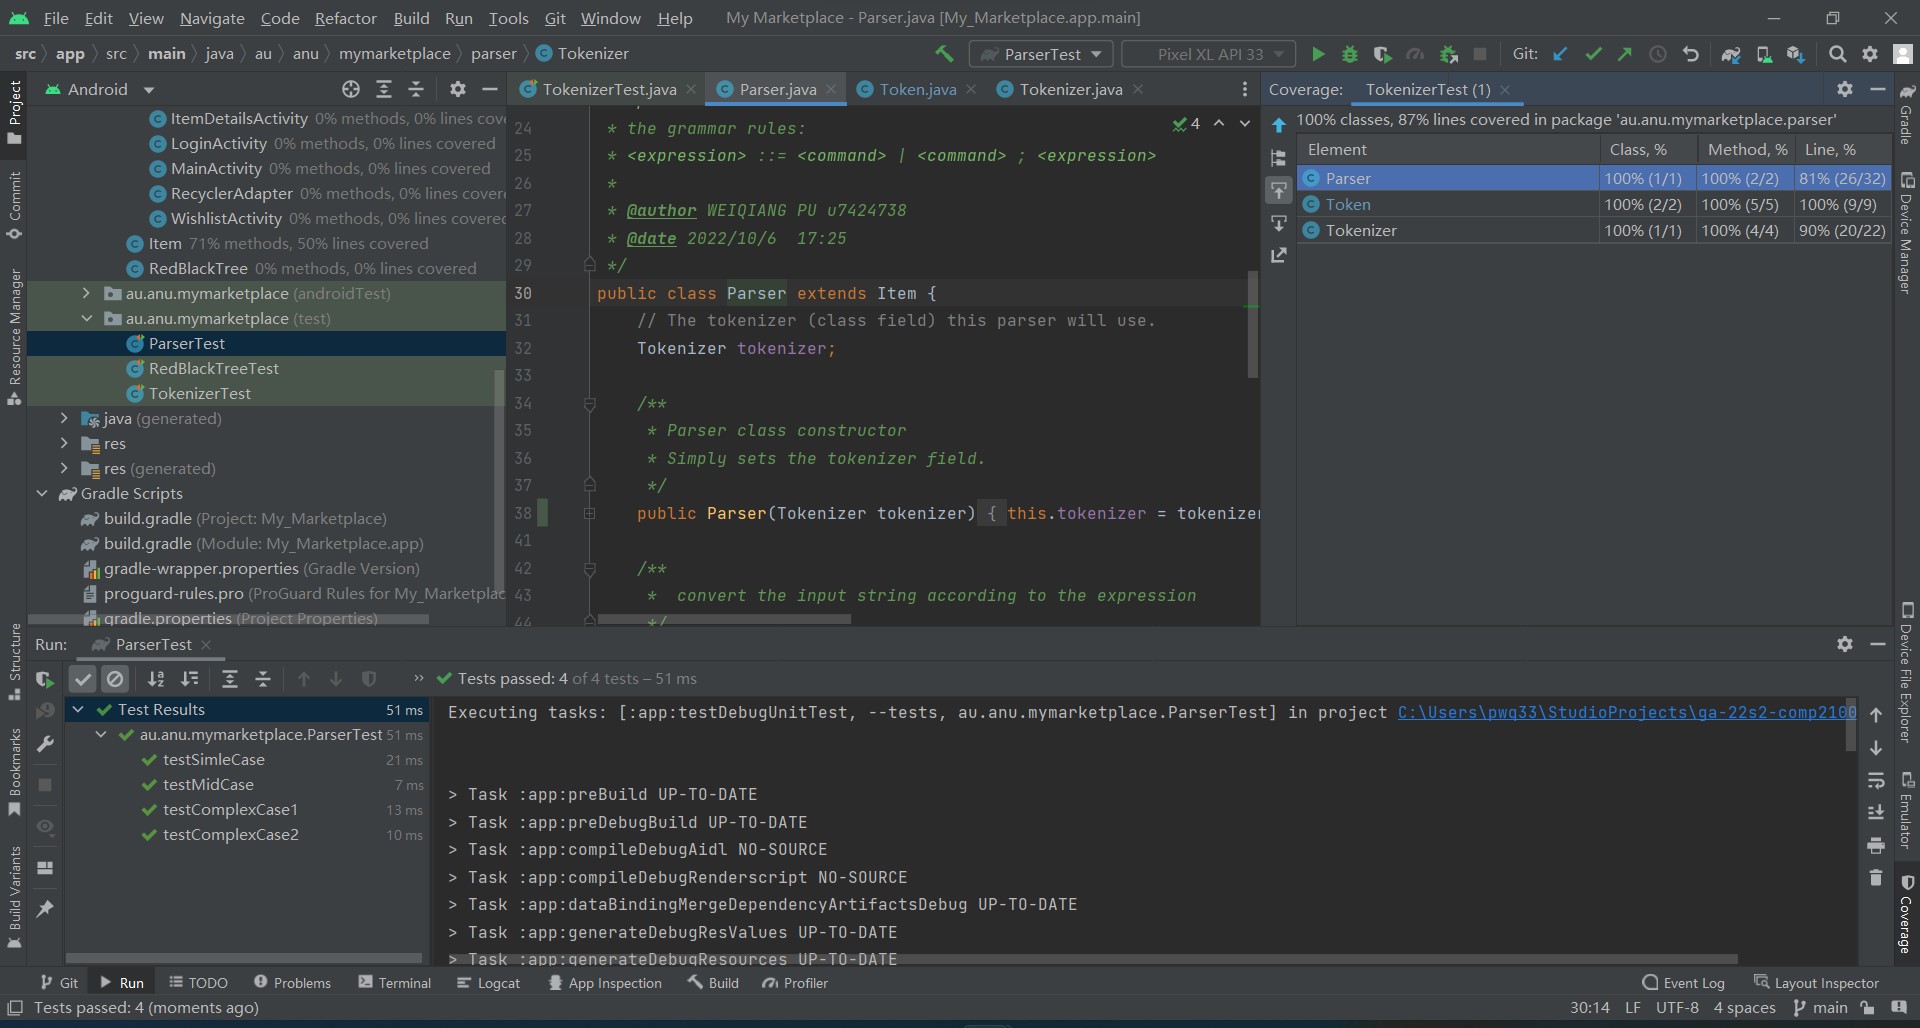 File Edit View Navigate Code Refactor Build Run Tools Git Window Help My Marketplace - Parser.java [My_Marketplace.app.main]
src app src main java au anu mymarketplace parser Tokenizer ParserTest Pixel XL API 33 Git:
Project
Commit
Resource Manager
Structure
Bookmarks
Build Variants
Android
ItemDetailsActivity 0% methods, 0% lines cov
LoginActivity 0% methods, 0% lines covered
MainActivity 0% methods, 0% lines covered
RecyclerAdapter 0% methods, 0% lines covered
WishlistActivity 0% methods, 0% lines covere
Item 71% methods, 50% lines covered
RedBlackTree 0% methods, 0% lines covered
au.anu.mymarketplace (androidTest)
au.anu.mymarketplace (test)
ParserTest
RedBlackTreeTest
TokenizerTest
java (generated)
res
res (generated)
Gradle Scripts
build.gradle (Project: My_Marketplace)
build.gradle (Module: My_Marketplace.app)
gradle-wrapper.properties (Gradle Version)
proguard-rules.pro (ProGuard Rules for My_Marketplac
gradle.properties (Project Properties)
TokenizerTest.java Parser.java Token.java Tokenizer.java
4
24 * the grammar rules:
25 * <expression> ::= <command> | <command> ; <expression>
26 *
27 * @author WEIQIANG PU u7424738
28 * @date 2022/10/6 17:25
29 */
30 public class Parser extends Item {
31 // The tokenizer (class field) this parser will use.
32 Tokenizer tokenizer;
33
34 /**
35 * Parser class constructor
36 * Simply sets the tokenizer field.
37 */
38 public Parser(Tokenizer tokenizer) { this.tokenizer = tokenizer
41
42 /**
43 * convert the input string according to the expression
44 */
Coverage: TokenizerTest (1)
100% classes, 87% lines covered in package 'au.anu.mymarketplace.parser'
Element Class, % Method, % Line, %
Parser 100% (1/1) 100% (2/2) 81% (26/32)
Token 100% (2/2) 100% (5/5) 100% (9/9)
Tokenizer 100% (1/1) 100% (4/4) 90% (20/22)
Gradle
Device Manager
Device File Explorer
Emulator
Coverage
Run: ParserTest
Tests passed: 4 of 4 tests – 51 ms
Test Results 51 ms
au.anu.mymarketplace.ParserTest 51 ms
testSimleCase 21 ms
testMidCase 7 ms
testComplexCase1 13 ms
testComplexCase2 10 ms
Executing tasks: [:app:testDebugUnitTest, --tests, au.anu.mymarketplace.ParserTest] in project C:\Users\pwq33\StudioProjects\ga-22s2-comp2100
> Task :app:preBuild UP-TO-DATE
> Task :app:preDebugBuild UP-TO-DATE
> Task :app:compileDebugAidl NO-SOURCE
> Task :app:compileDebugRenderscript NO-SOURCE
> Task :app:dataBindingMergeDependencyArtifactsDebug UP-TO-DATE
> Task :app:generateDebugResValues UP-TO-DATE
> Task :app:generateDebugResources UP-TO-DATE
Git Run TODO Problems Terminal Logcat App Inspection Build Profiler Event Log Layout Inspector
Tests passed: 4 (moments ago) 30:14 LF UTF-8 4 spaces main